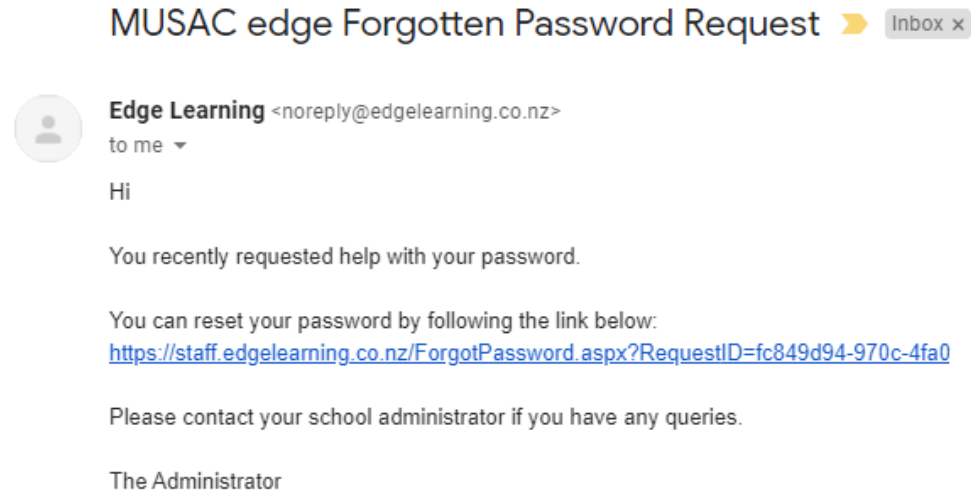 MUSAC edge Forgotten Password Request Inbox x
Edge Learning <noreply@edgelearning.co.nz>
to me
Hi
You recently requested help with your password.
You can reset your password by following the link below:
https://staff.edgelearning.co.nz/ForgotPassword.aspx?RequestID=fc849d94-970c-4fa0
Please contact your school administrator if you have any queries.
The Administrator